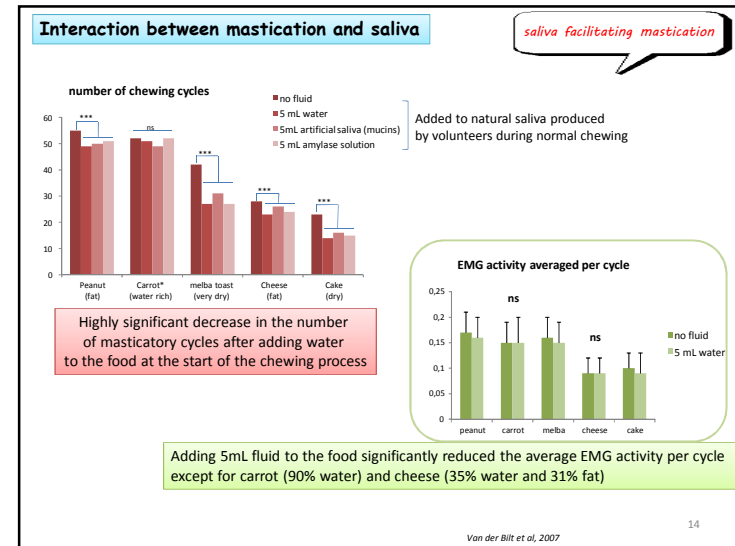 Interaction between mastication and saliva
saliva facilitating mastication
number of chewing cycles
no fluid
5 mL water
5mL artificial saliva (mucins)
5 mL amylase solution
Added to natural saliva produced
by volunteers during normal chewing
60
50
40
30
20
10
0
***
ns
***
***
***
Peanut
(fat)
Carrot*
(water rich)
melba toast
(very dry)
Cheese
(fat)
Cake
(dry)
Highly significant decrease in the number
of masticatory cycles after adding water
to the food at the start of the chewing process
EMG activity averaged per cycle
0,25
0,2
0,15
0,1
0,05
0
ns
ns
no fluid
5 mL water
peanut
carrot
melba
cheese
cake
Adding 5mL fluid to the food significantly reduced the average EMG activity per cycle
except for carrot (90% water) and cheese (35% water and 31% fat)
14
Van der Bilt et al, 2007